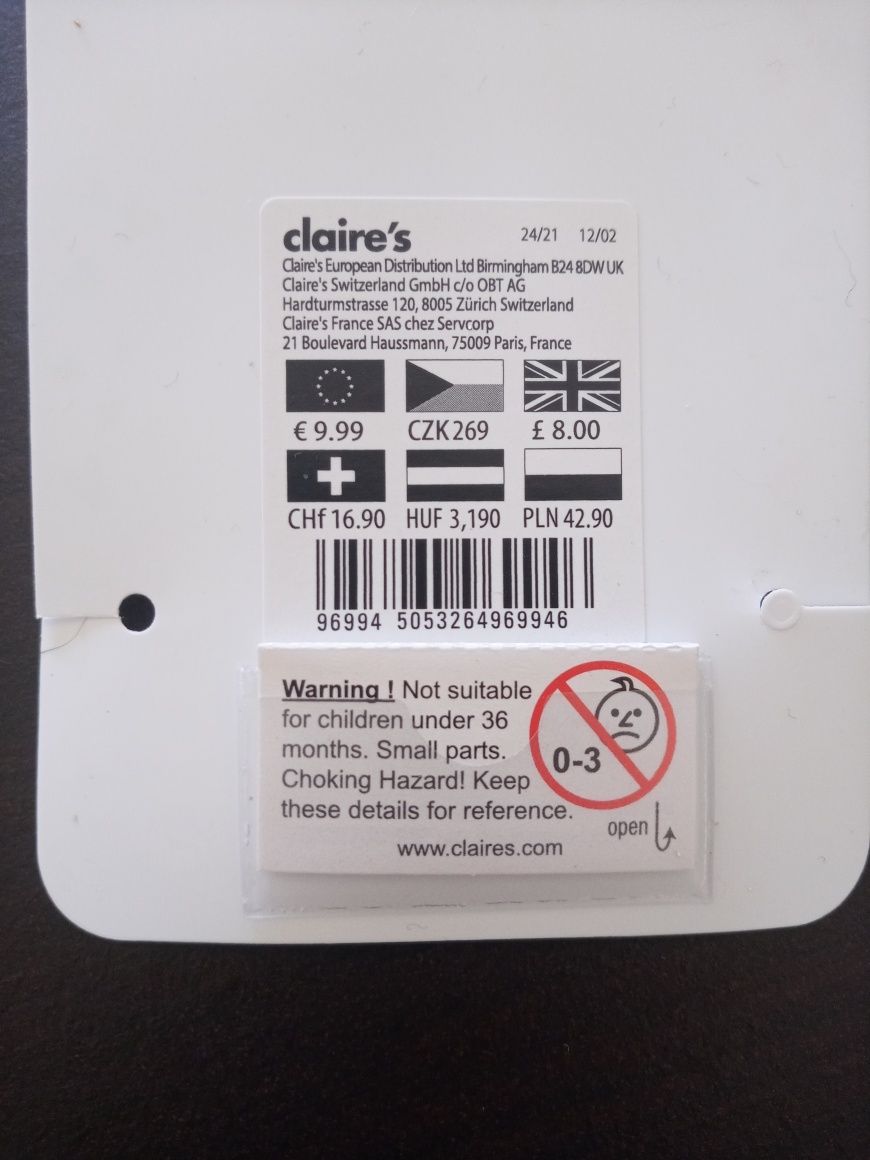 claire's 24/21 12/02
Claire's European Distribution Ltd Birmingham B24 8DW UK
Claire's Switzerland GmbH c/o OBT AG
Hardturmstrasse 120, 8005 Zürich Switzerland
Claire's France SAS chez Servcorp
21 Boulevard Haussmann, 75009 Paris, France
€ 9.99 CZK 269 £ 8.00
CHf 16.90 HUF 3,190 PLN 42.90
96994 5053264969946
Warning ! Not suitable
for children under 36
months. Small parts.
Choking Hazard! Keep
these details for reference.
0-3
open
www.claires.com